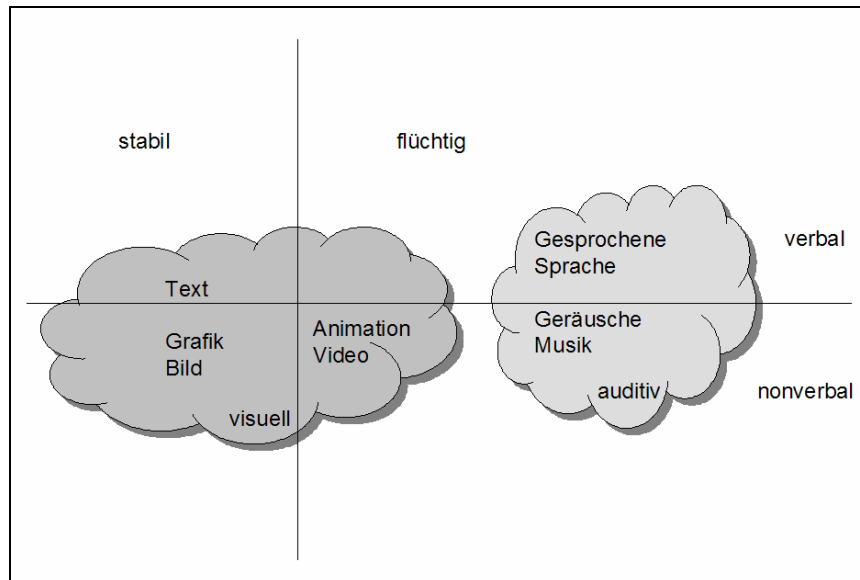 stabil
flüchtig
Gesprochene
Sprache
verbal
Text
Grafik
Bild
Animation
Video
Geräusche
Musik
visuell
auditiv
nonverbal